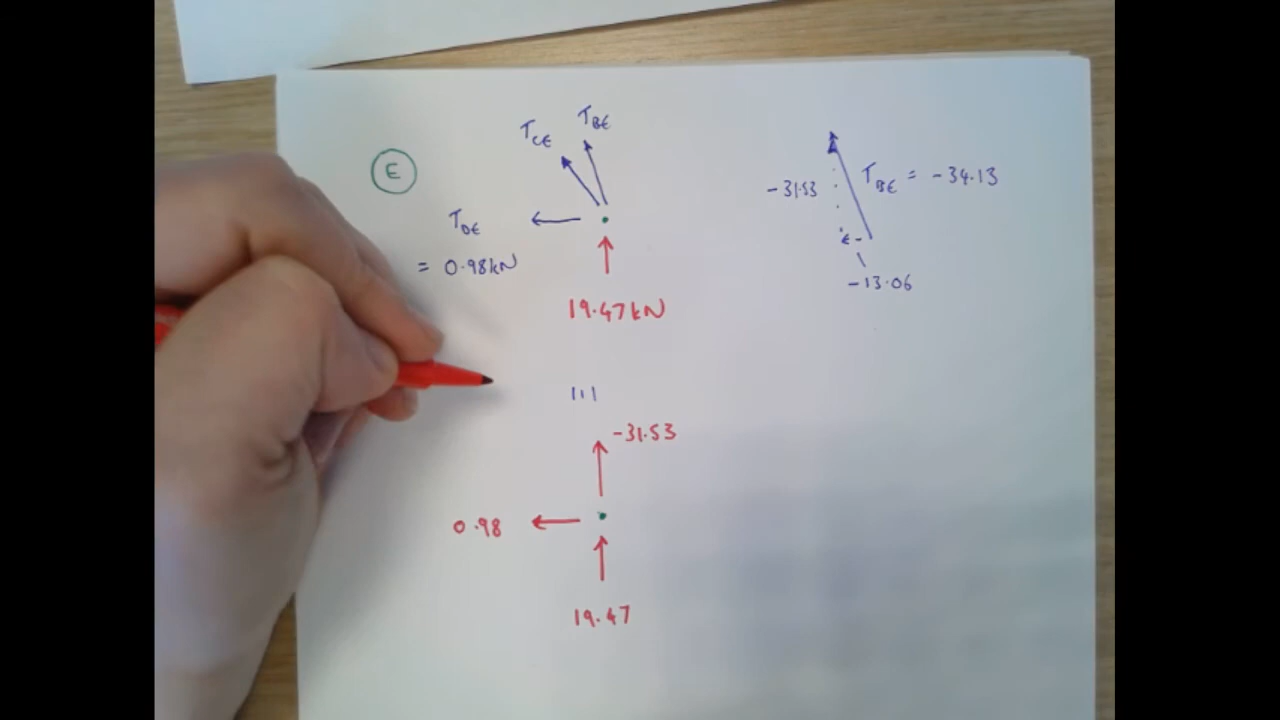 E
T_CE
T_BE
T_DE
= 0.98kN
19.47kN
-31.53
T_BE = -34.13
-13.06
-31.53
0.98
19.47